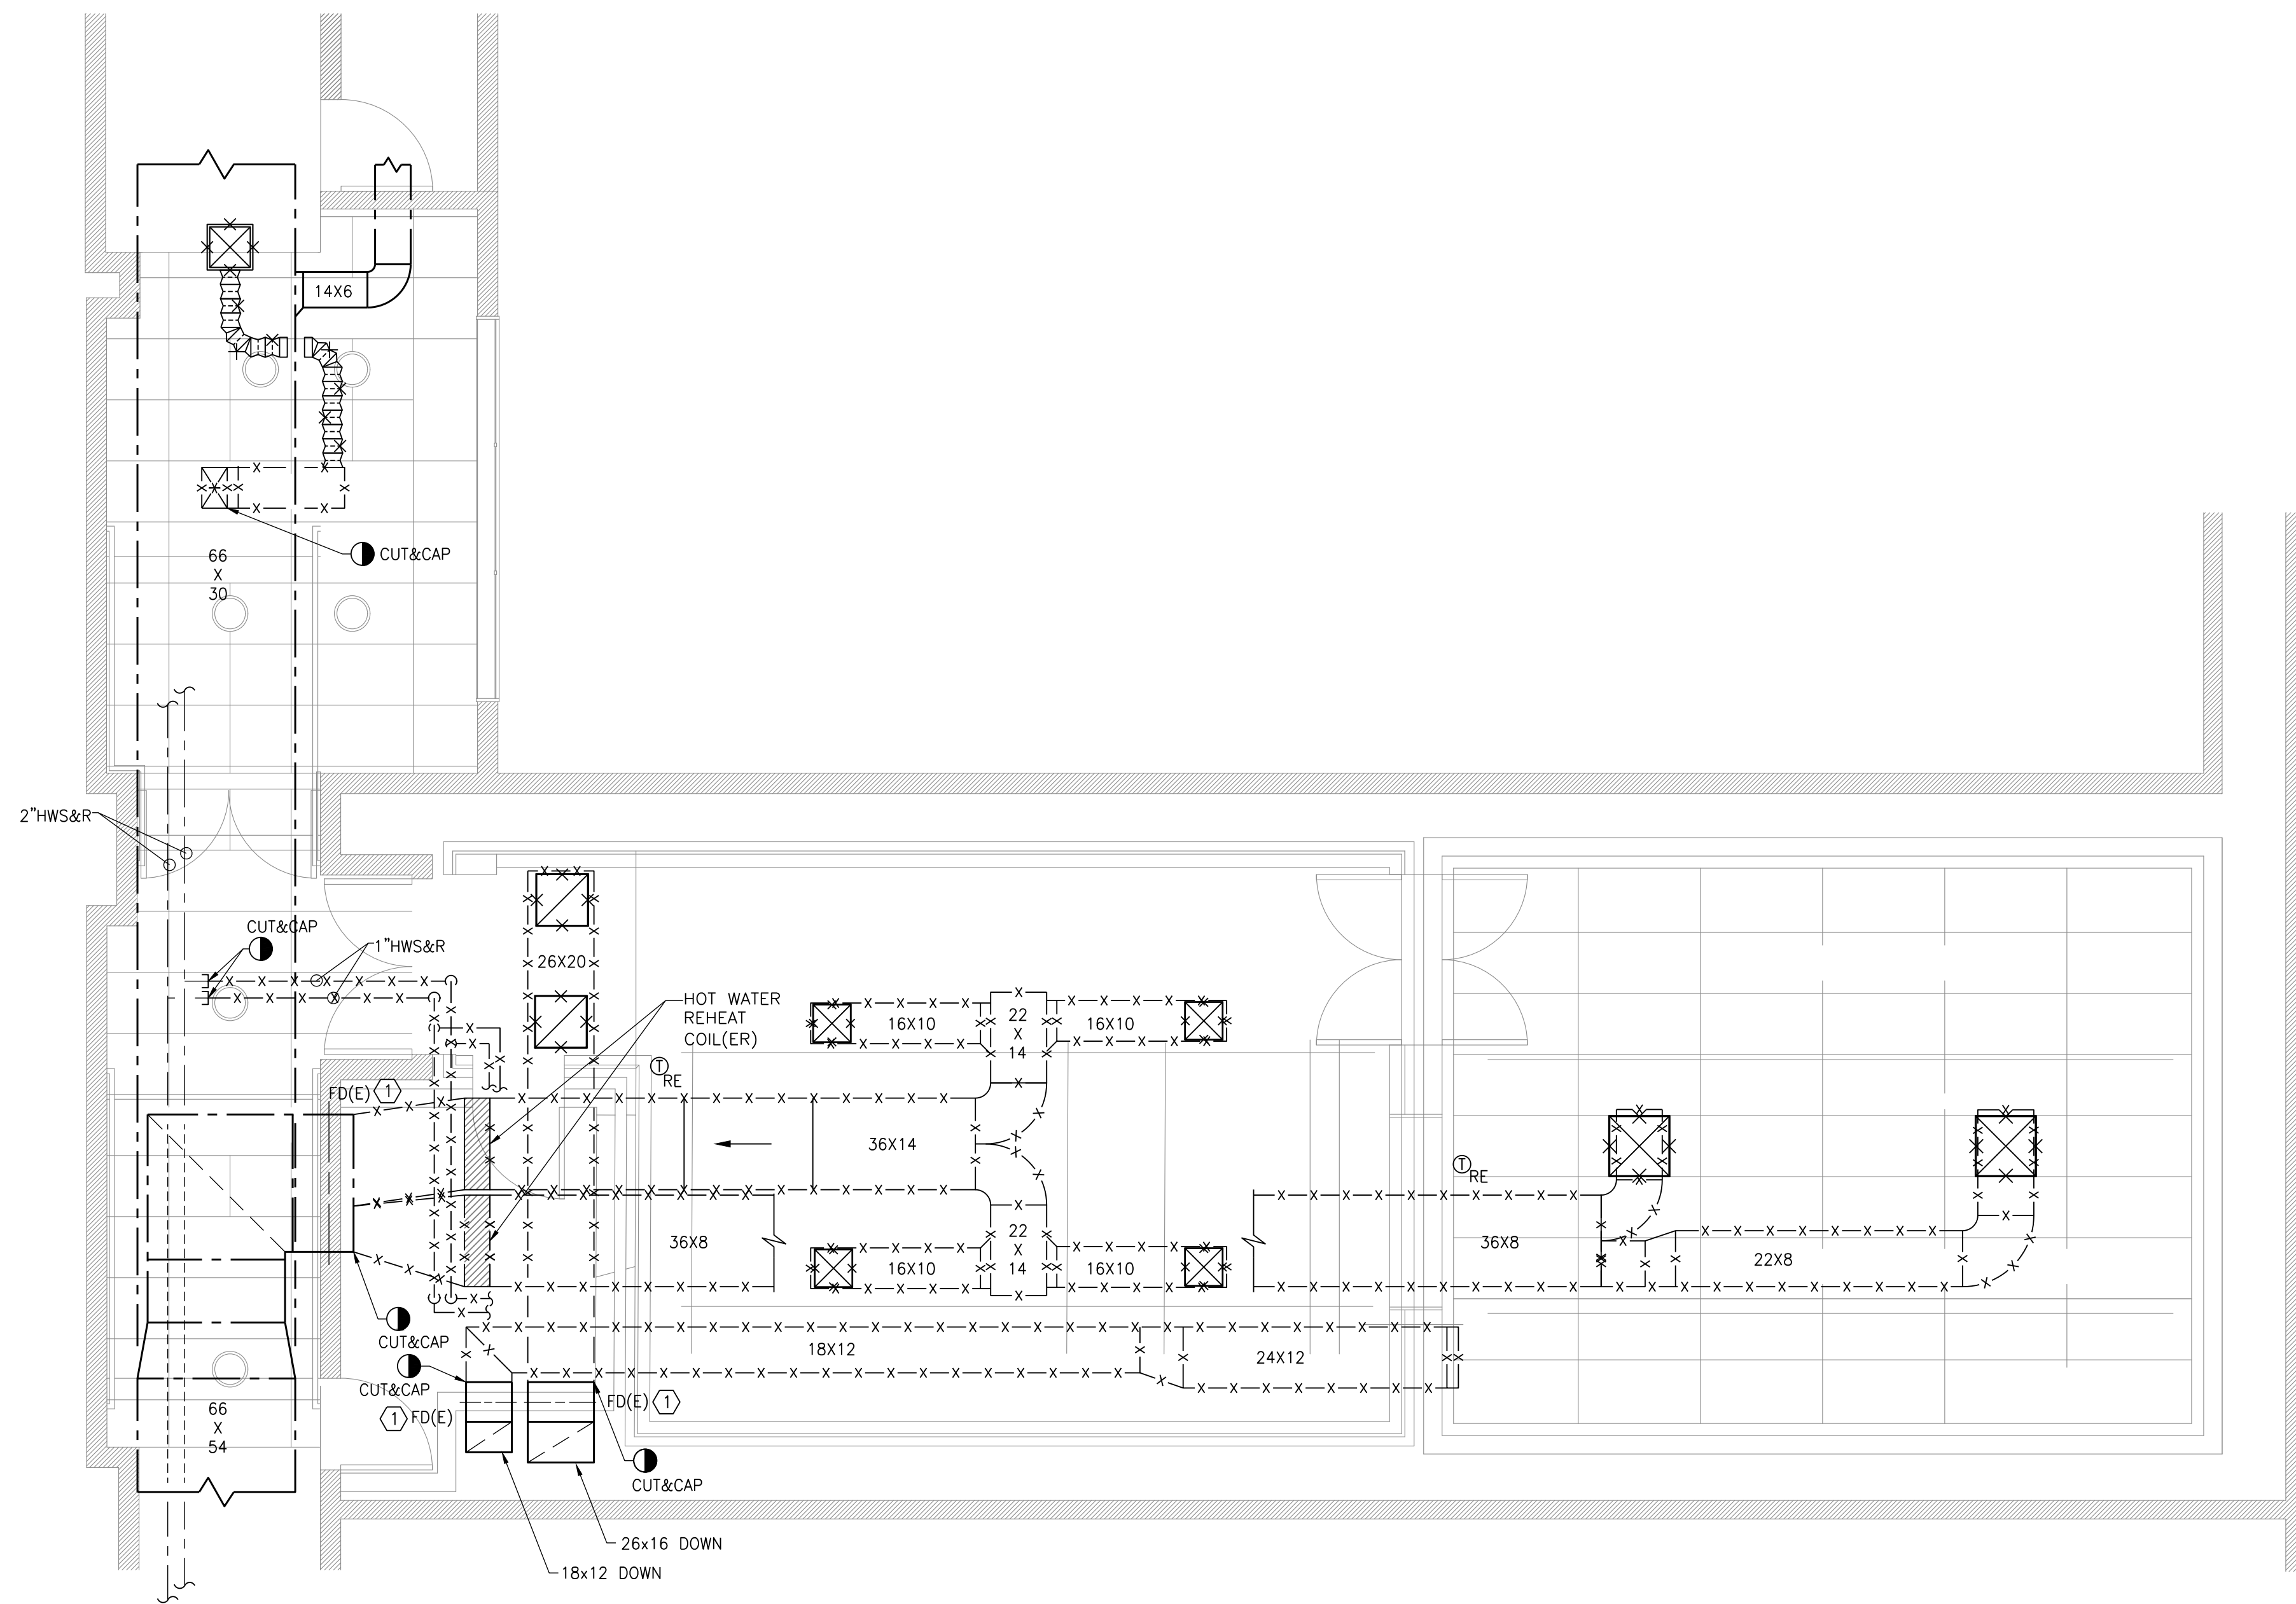 14X6
CUT&CAP
66
X
30
2"HWS&R
CUT&CAP
1"HWS&R
26X20
HOT WATER
REHEAT
COIL(ER)
16X10
22
X
14
16X10
T
RE
FD(E) 1
36X14
T
RE
36X8
16X10
22
X
14
16X10
36X8
22X8
CUT&CAP
18X12
24X12
CUT&CAP
1 FD(E)
FD(E) 1
66
X
54
CUT&CAP
26x16 DOWN
18x12 DOWN